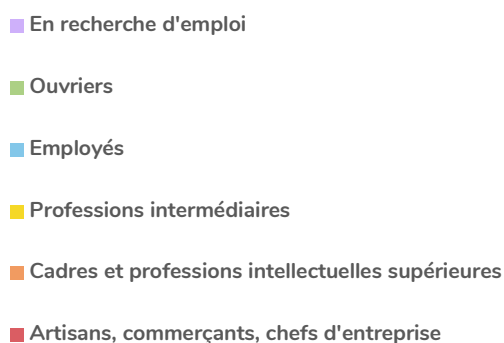 En recherche d'emploi
Ouvriers
Employés
Professions intermédiaires
Cadres et professions intellectuelles supérieures
Artisans, commerçants, chefs d'entreprise